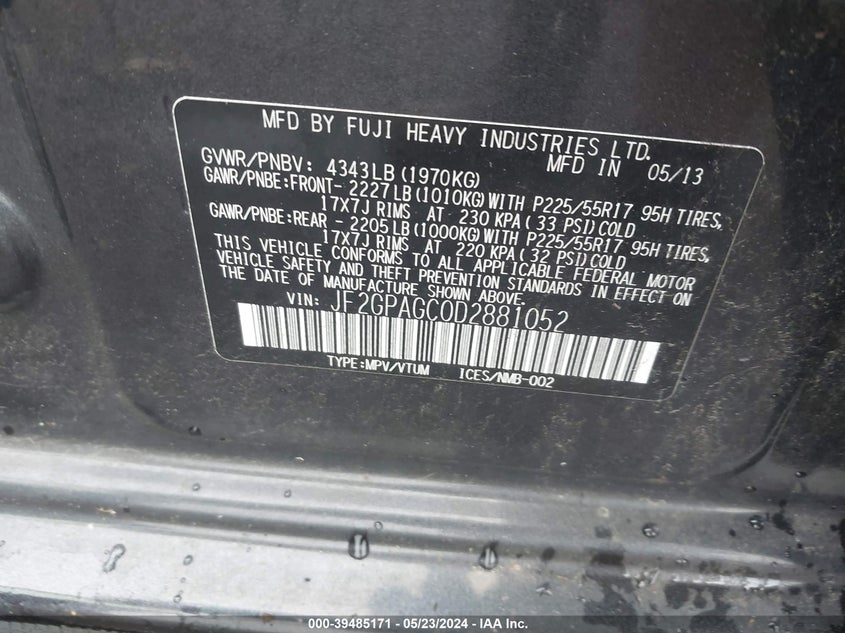 MFD BY FUJI HEAVY INDUSTRIES LTD.
GVWR/PNBV: 4343LB (1970KG) MFD IN 05/13
GAWR/PNBE:FRONT- 2227LB (1010KG) WITH P225/55R17 95H TIRES,
17X7J RIMS AT 230 KPA ( 33 PSI) COLD
GAWR/PNBE:REAR - 2205LB (1000KG) WITH P225/55R17 95H TIRES,
17X7J RIMS AT 220 KPA ( 32 PSI) COLD
THIS VEHICLE CONFORMS TO ALL APPLICABLE FEDERAL MOTOR
VEHICLE SAFETY AND THEFT PREVENTION STANDARDS IN EFFECT ON
THE DATE OF MANUFACTURE SHOWN ABOVE.
VIN: JF2GPAGC0D2881052
TYPE:MPV/VTUM ICES/NMB-002
000-39485171 - 05/23/2024 - IAA Inc.